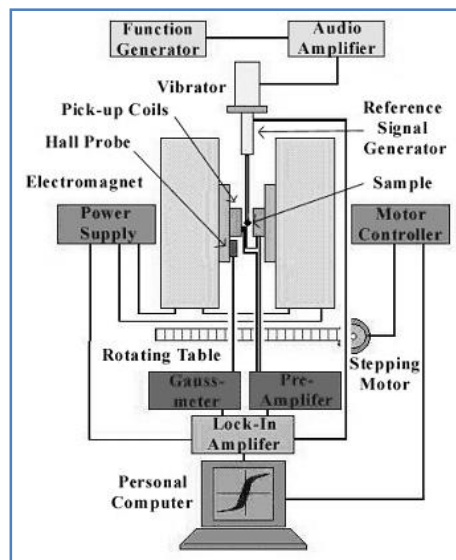 Function
Generator
Audio
Amplifier
Vibrator
Pick-up Coils
Hall Probe
Electromagnet
Reference
Signal
Generator
Sample
Power
Supply
Motor
Controller
Rotating Table
Stepping
Motor
Gauss-
meter
Pre-
Amplifer
Lock-In
Amplifer
Personal
Computer